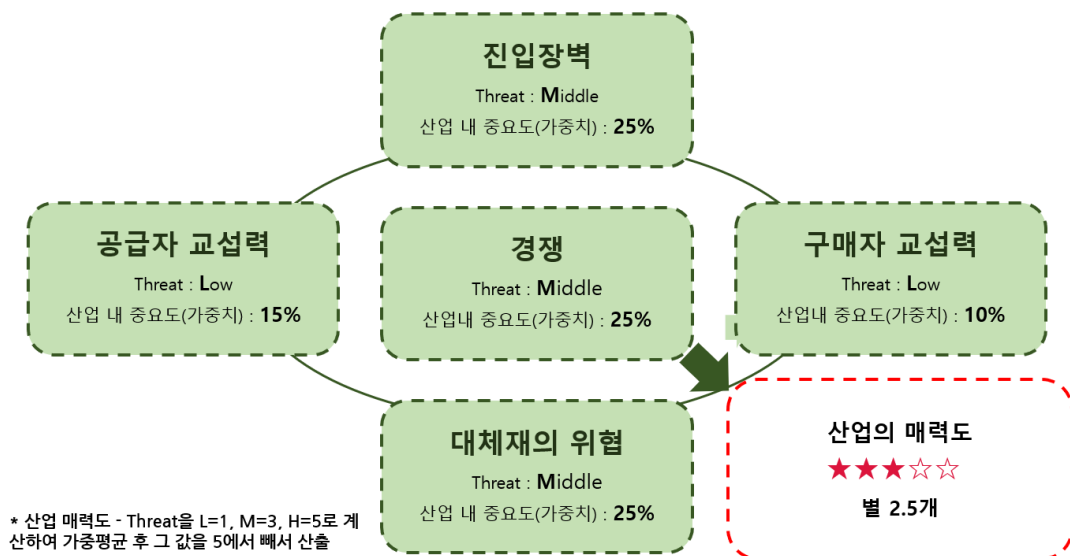 진입장벽
Threat : Middle
산업 내 중요도(가중치) : 25%
공급자 교섭력
Threat : Low
산업 내 중요도(가중치) : 15%
경쟁
Threat : Middle
산업내 중요도(가중치) : 25%
구매자 교섭력
Threat : Low
산업내 중요도(가중치) : 10%
대체재의 위협
Threat : Middle
산업 내 중요도(가중치) : 25%
산업의 매력도
★★★☆☆
별 2.5개
* 산업 매력도 - Threat을 L=1, M=3, H=5로 계
산하여 가중평균 후 그 값을 5에서 빼서 산출